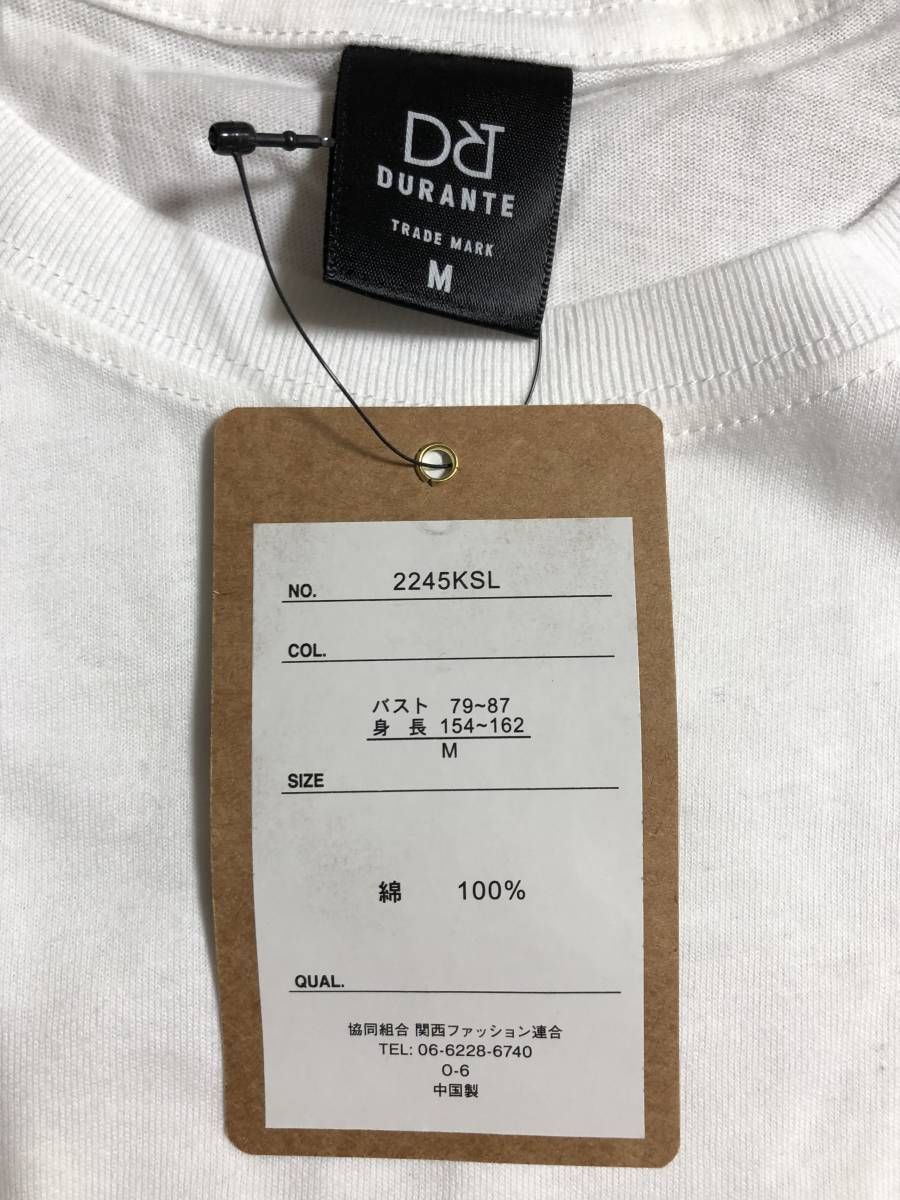 DR
DURANTE
TRADE MARK
M
NO. 2245KSL
COL.
バスト 79~87
身 長 154~162
M
SIZE
綿 100%
QUAL.
協同組合 関西ファッション連合
TEL: 06-6228-6740
O-6
中国製